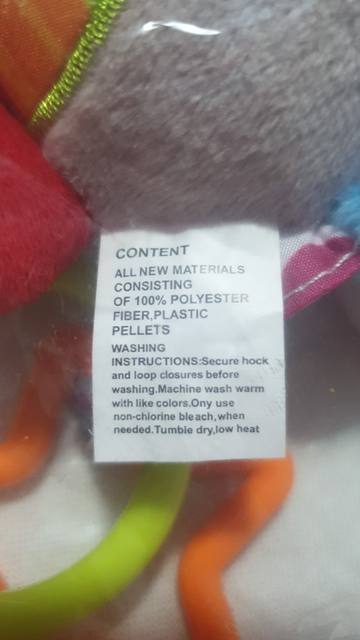 CONTENT
ALL NEW MATERIALS
CONSISTING
OF 100% POLYESTER
FIBER,PLASTIC
PELLETS
WASHING
INSTRUCTIONS:Secure hock
and loop closures before
washing.Machine wash warm
with like colors.Ony use
non-chlorine bleach,when
needed.Tumble dry,low heat